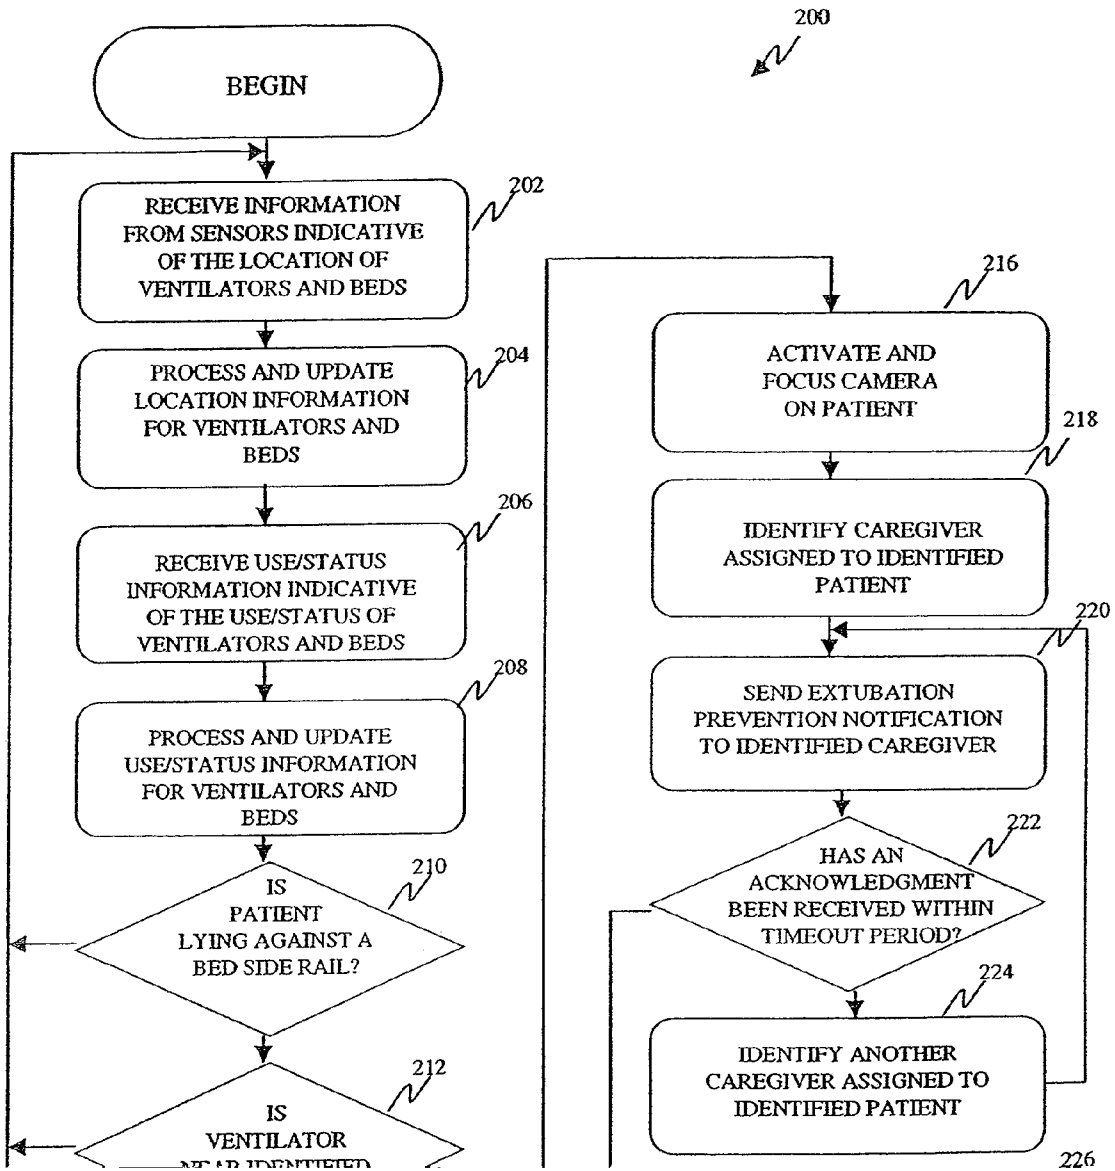 200
BEGIN
202
RECEIVE INFORMATION
FROM SENSORS INDICATIVE
OF THE LOCATION OF
VENTILATORS AND BEDS
204
PROCESS AND UPDATE
LOCATION INFORMATION
FOR VENTILATORS AND
BEDS
206
RECEIVE USE/STATUS
INFORMATION INDICATIVE
OF THE USE/STATUS OF
VENTILATORS AND BEDS
208
PROCESS AND UPDATE
USE/STATUS INFORMATION
FOR VENTILATORS AND
BEDS
210
IS
PATIENT
LYING AGAINST A
BED SIDE RAIL?
212
IS
VENTILATOR
NEAR IDENTIFIED
216
ACTIVATE AND
FOCUS CAMERA
ON PATIENT
218
IDENTIFY CAREGIVER
ASSIGNED TO IDENTIFIED
PATIENT
220
SEND EXTUBATION
PREVENTION NOTIFICATION
TO IDENTIFIED CAREGIVER
222
HAS AN
ACKNOWLEDGMENT
BEEN RECEIVED WITHIN
TIMEOUT PERIOD?
224
IDENTIFY ANOTHER
CAREGIVER ASSIGNED TO
IDENTIFIED PATIENT
226